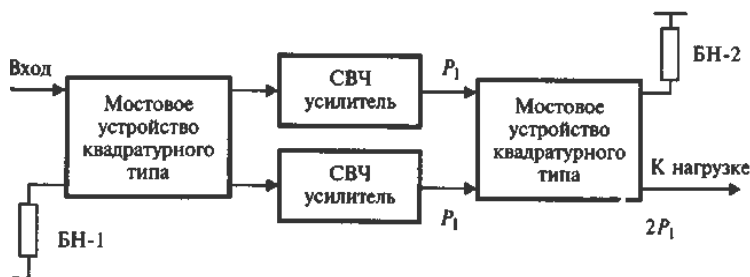 Вход
БН-1
Мостовое
устройство
квадратурного
типа
СВЧ
усилитель
P₁
СВЧ
усилитель
P₁
Мостовое
устройство
квадратурного
типа
БН-2
К нагрузке
2P₁